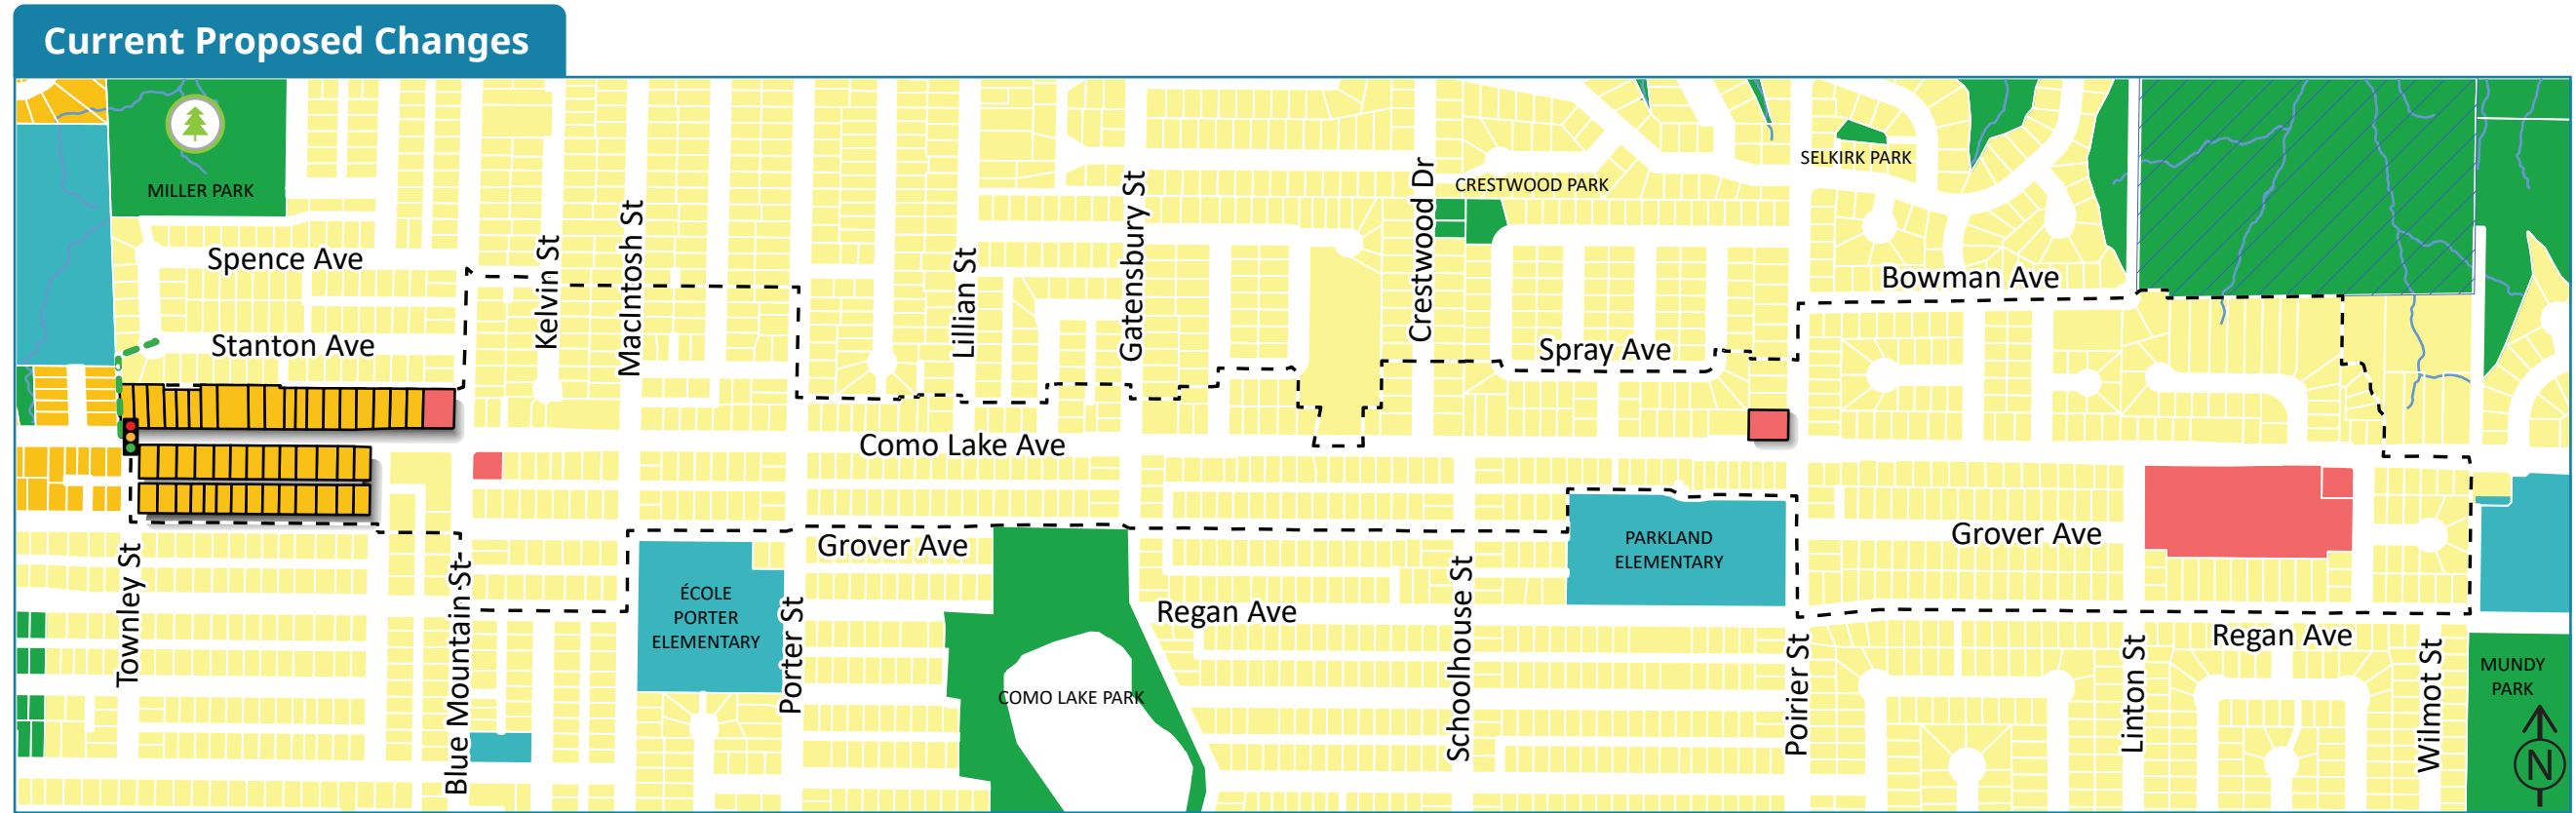 Current Proposed Changes
MILLER PARK
Spence Ave
Stanton Ave
Kelvin St
MacIntosh St
Lillian St
Gatensbury St
Crestwood Dr
CRESTWOOD PARK
SELKIRK PARK
Bowman Ave
Spray Ave
Como Lake Ave
Townley St
Blue Mountain St
ÉCOLE
PORTER
ELEMENTARY
Porter St
Grover Ave
COMO LAKE PARK
Regan Ave
Schoolhouse St
PARKLAND
ELEMENTARY
Poirier St
Grover Ave
Linton St
Regan Ave
Wilmot St
MUNDY
PARK
N